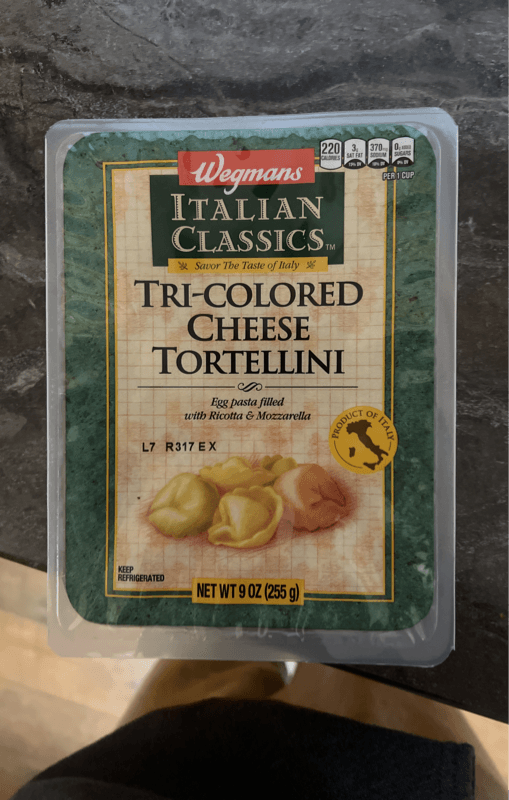 Wegmans
ITALIAN
CLASSICS™
Savor The Taste of Italy
220
CALORIES
3g
SAT FAT
370mg
SODIUM
0g ADDED
SUGARS
PER 1 CUP
TRI-COLORED
CHEESE
TORTELLINI
Egg pasta filled
with Ricotta & Mozzarella
PRODUCT OF ITALY
L7 R317 EX
KEEP
REFRIGERATED
NET WT 9 OZ (255 g)